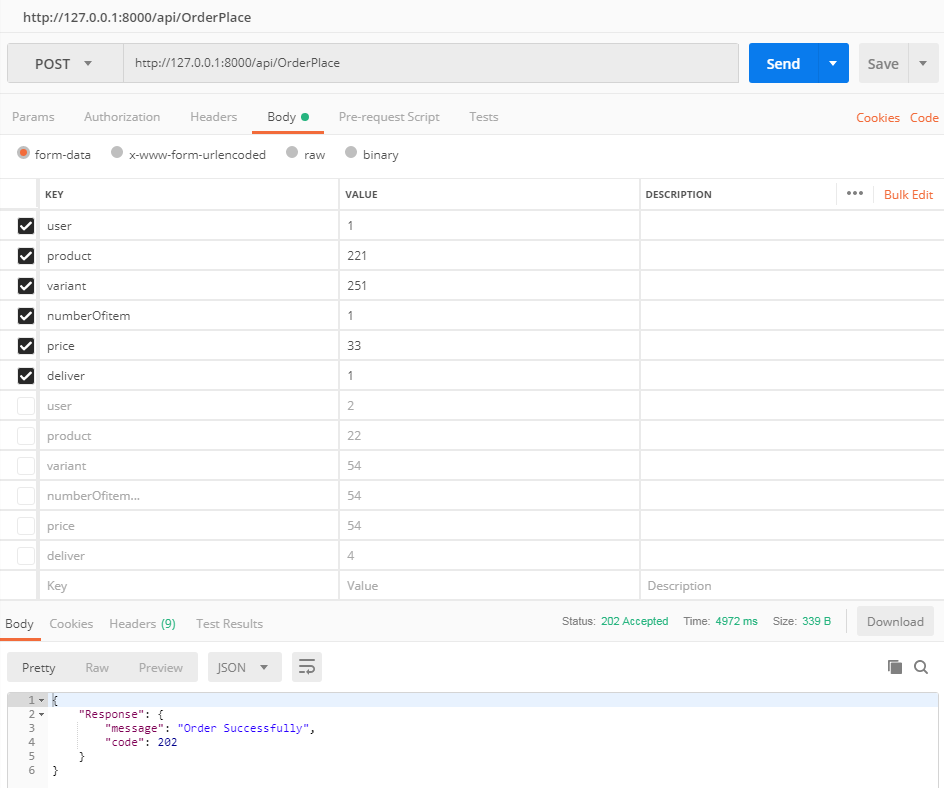 http://127.0.0.1:8000/api/OrderPlace
POST http://127.0.0.1:8000/api/OrderPlace Send Save
Params Authorization Headers Body Pre-request Script Tests Cookies Code
form-data x-www-form-urlencoded raw binary
KEY VALUE DESCRIPTION ••• Bulk Edit
user 1
product 221
variant 251
numberOfitem 1
price 33
deliver 1
user 2
product 22
variant 54
numberOfitem... 54
price 54
deliver 4
Key Value Description
Body Cookies Headers (9) Test Results Status: 202 Accepted Time: 4972 ms Size: 339 B Download
Pretty Raw Preview JSON
1 {
2 "Response": {
3 "message": "Order Successfully",
4 "code": 202
5 }
6 }